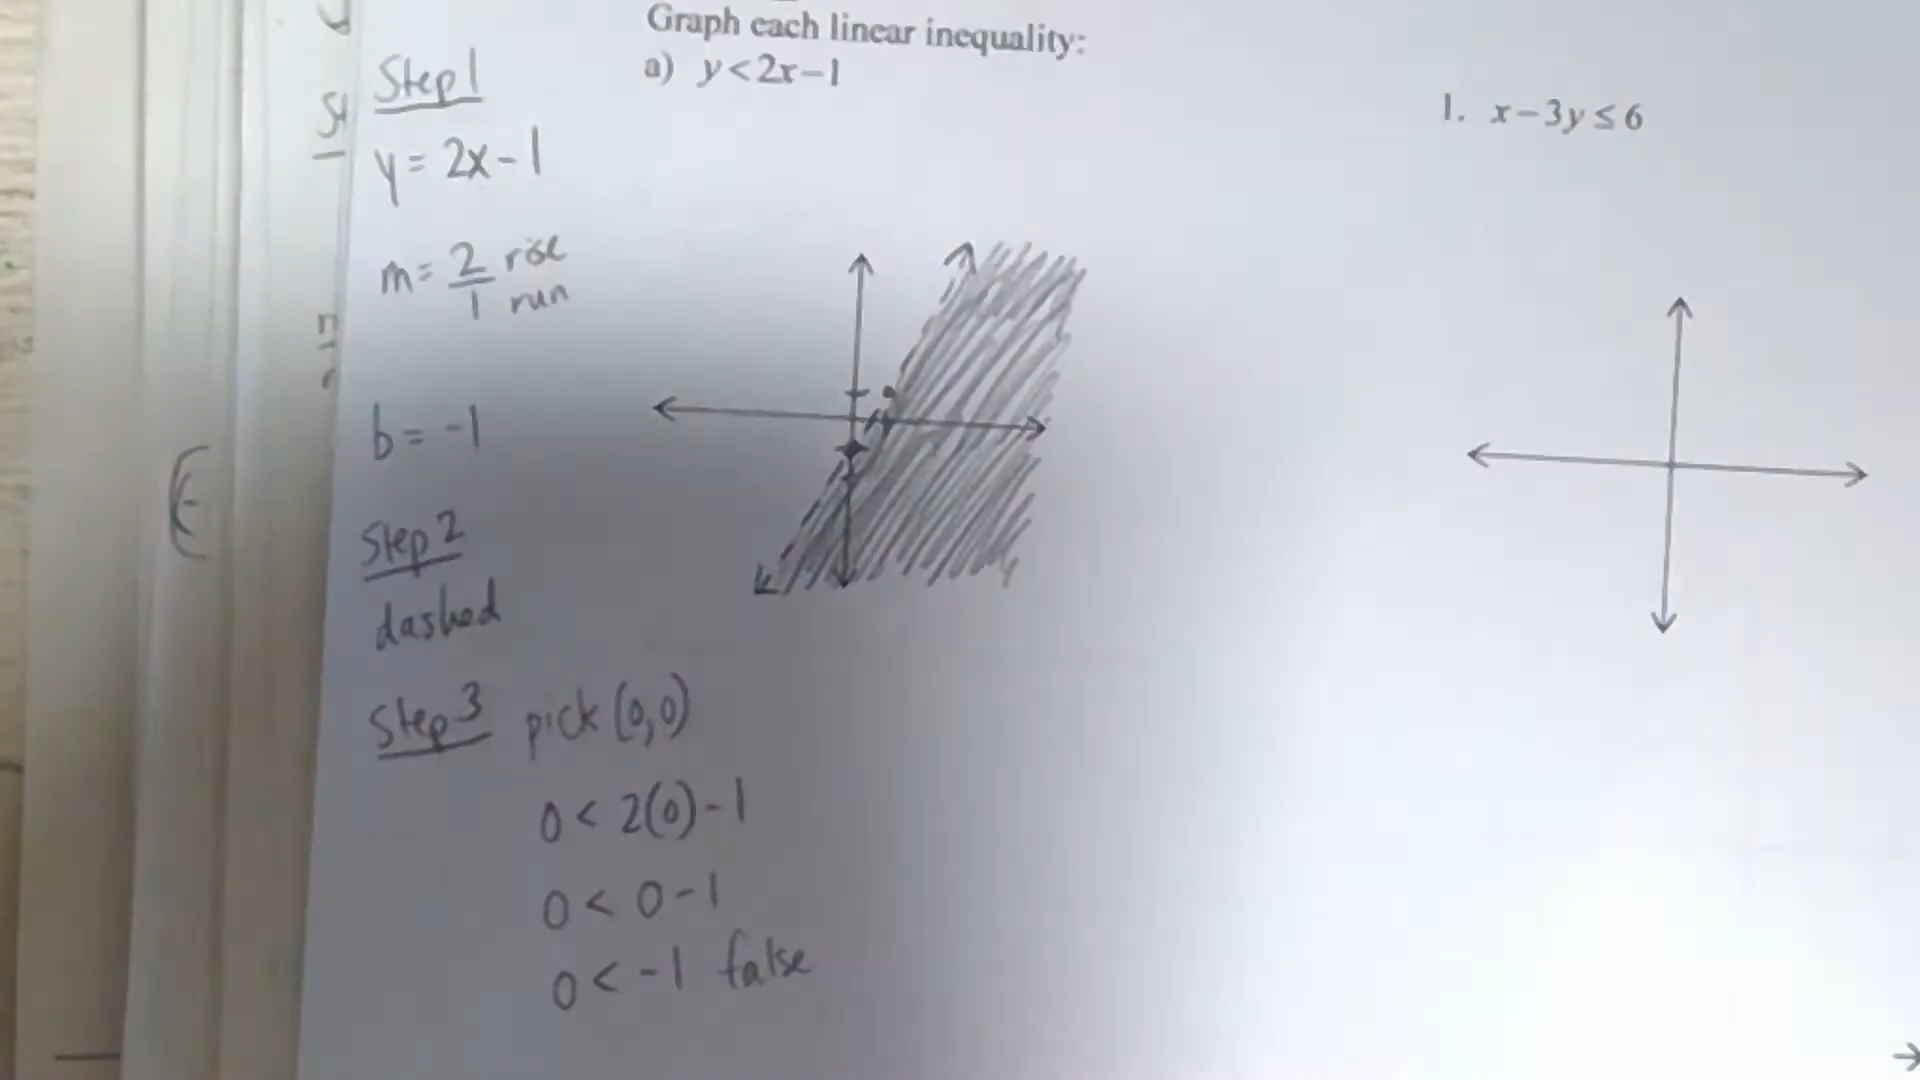 Graph each linear inequality:
a) y<2x-1
Step 1
y = 2x - 1
m = 2/1 rise/run
b = -1
Step 2
dashed
Step 3 pick (0,0)
0 < 2(0) - 1
0 < 0 - 1
0 < -1 false
1. x-3y≤6